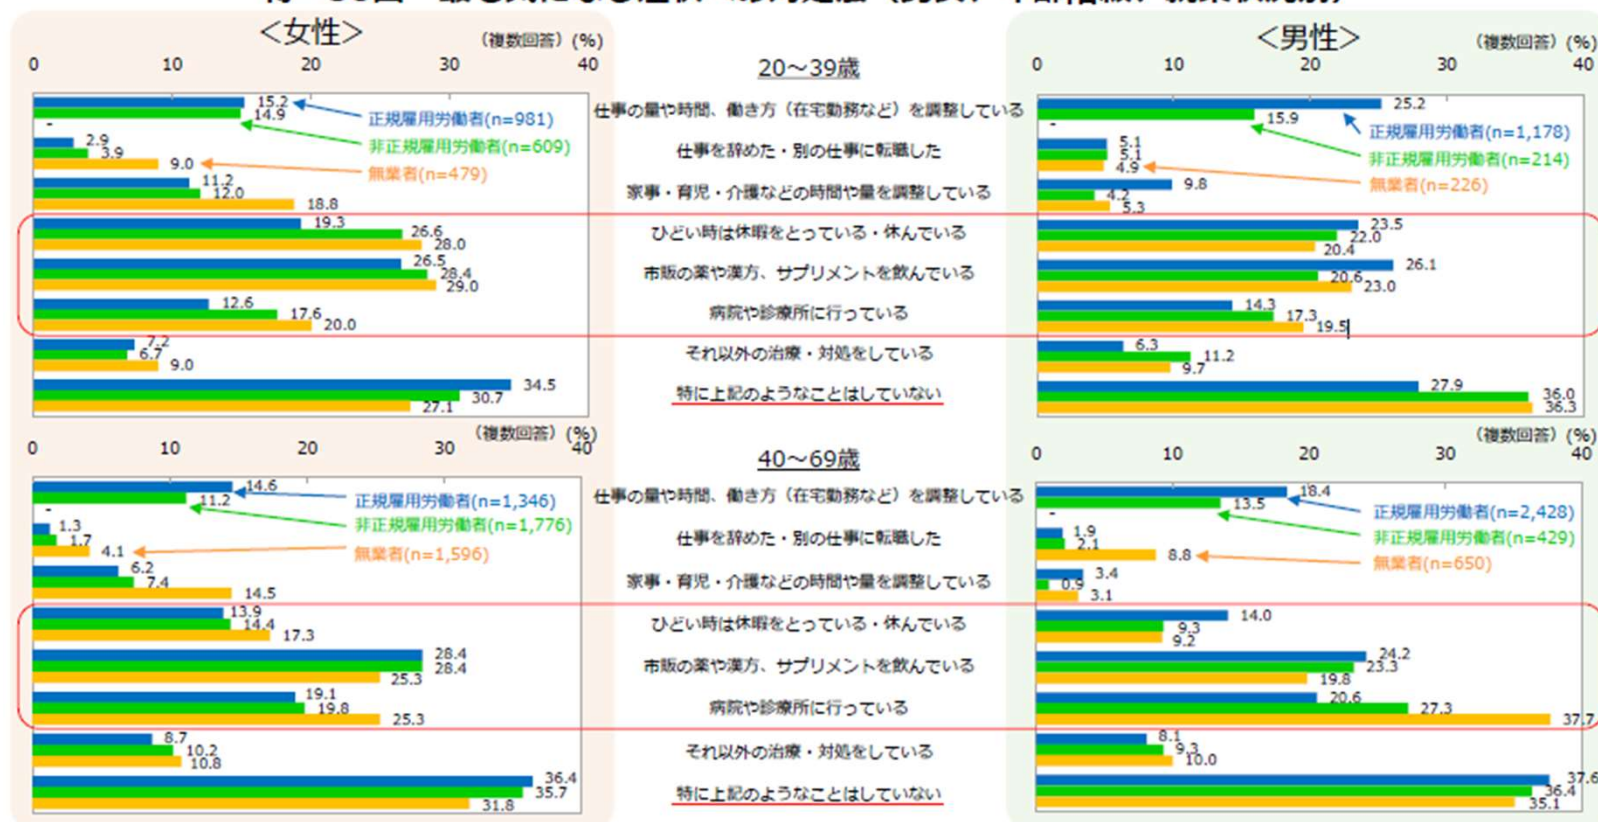 ＜女性＞
（複数回答）(%)
0 10 20 30 40
15.2
14.9
-
正規雇用労働者(n=981)
非正規雇用労働者(n=609)
無業者(n=479)
2.9
3.9
9.0
11.2
12.0
18.8
19.3
26.6
28.0
26.5
28.4
29.0
12.6
17.6
20.0
7.2
6.7
9.0
34.5
30.7
27.1
20～39歳
仕事の量や時間、働き方（在宅勤務など）を調整している
仕事を辞めた・別の仕事に転職した
家事・育児・介護などの時間や量を調整している
ひどい時は休暇をとっている・休んでいる
市販の薬や漢方、サプリメントを飲んでいる
病院や診療所に行っている
それ以外の治療・対処をしている
特に上記のようなことはしていない
＜男性＞
（複数回答）(%)
0 10 20 30 40
25.2
15.9
-
正規雇用労働者(n=1,178)
非正規雇用労働者(n=214)
無業者(n=226)
5.1
5.1
4.9
9.8
4.2
5.3
23.5
22.0
20.4
26.1
20.6
23.0
14.3
17.3
19.5
6.3
11.2
9.7
27.9
36.0
36.3
（複数回答）(%)
0 10 20 30 40
14.6
11.2
-
正規雇用労働者(n=1,346)
非正規雇用労働者(n=1,776)
無業者(n=1,596)
1.3
1.7
4.1
6.2
7.4
14.5
13.9
14.4
17.3
28.4
28.4
25.3
19.1
19.8
25.3
8.7
10.2
10.8
36.4
35.7
31.8
40～69歳
仕事の量や時間、働き方（在宅勤務など）を調整している
仕事を辞めた・別の仕事に転職した
家事・育児・介護などの時間や量を調整している
ひどい時は休暇をとっている・休んでいる
市販の薬や漢方、サプリメントを飲んでいる
病院や診療所に行っている
それ以外の治療・対処をしている
特に上記のようなことはしていない
（複数回答）(%)
0 10 20 30 40
18.4
13.5
-
正規雇用労働者(n=2,428)
非正規雇用労働者(n=429)
無業者(n=650)
1.9
2.1
8.8
3.4
0.9
3.1
14.0
9.3
9.2
24.2
23.3
19.8
20.6
27.3
37.7
8.1
9.3
10.0
37.6
36.4
35.1